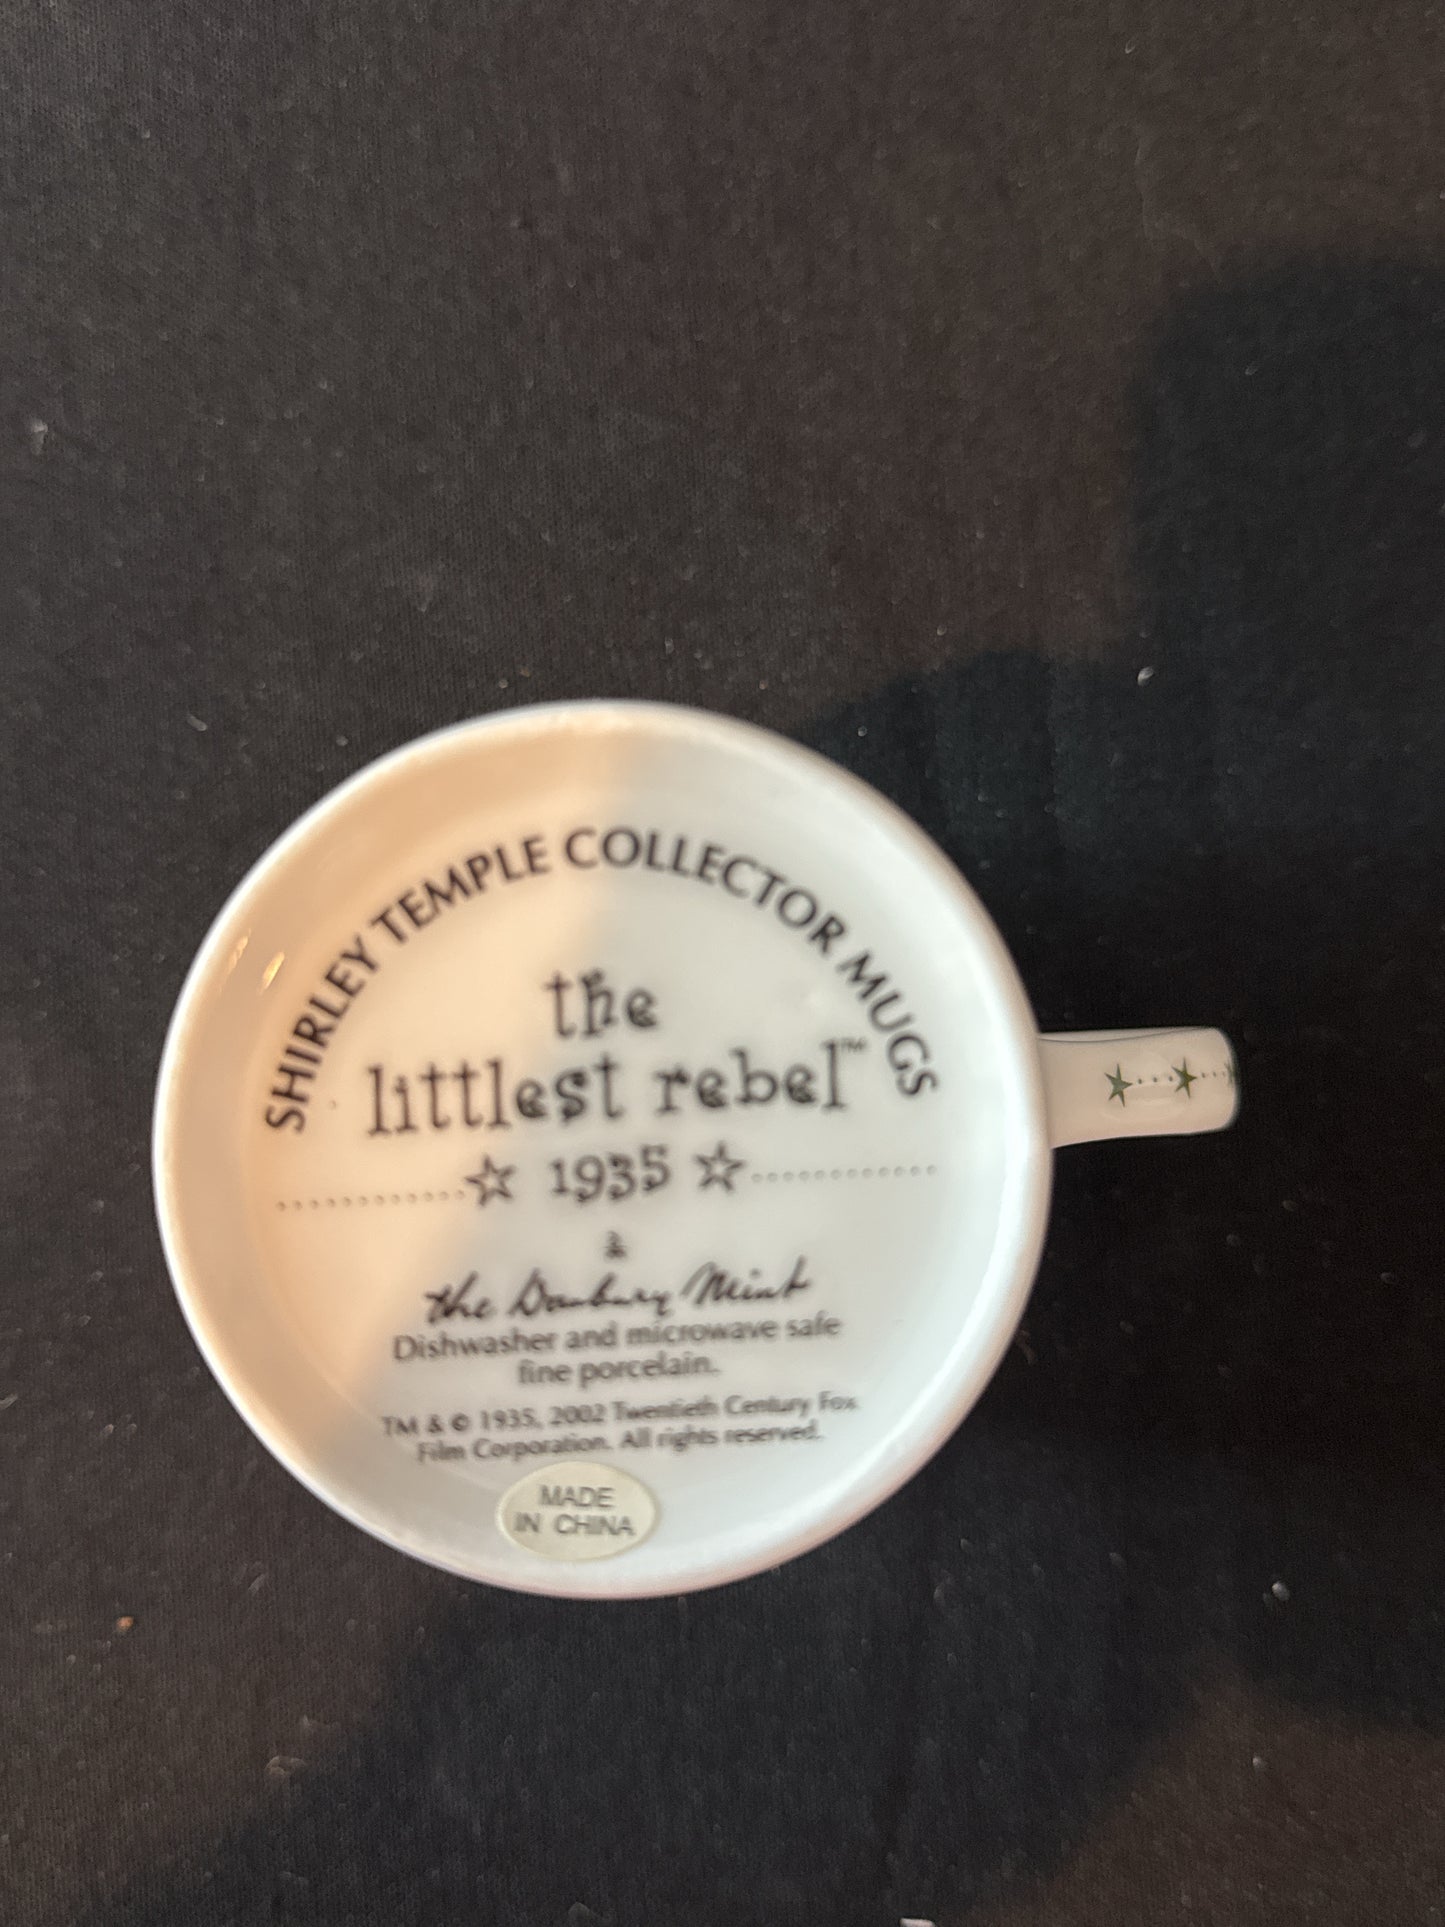 SHIRLEY TEMPLE COLLECTOR MUGS
the
littlest rebel™
☆ 1935 ☆
the Danbury Mint
Dishwasher and microwave safe
fine porcelain.
TM & © 1935, 2002 Twentieth Century Fox
Film Corporation. All rights reserved.
MADE
IN CHINA